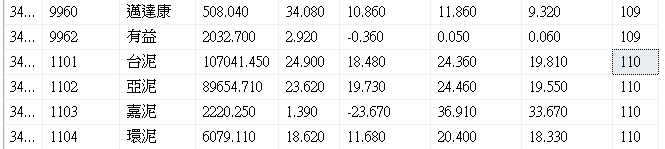 34... 9960 邁達康 508.040 34.080 10.860 11.860 9.320 109
34... 9962 有益 2032.700 2.920 -0.360 0.050 0.060 109
34... 1101 台泥 107041.450 24.900 18.480 24.360 19.810 110
34... 1102 亞泥 89654.710 23.620 19.730 24.460 19.550 110
34... 1103 嘉泥 2220.250 1.390 -23.670 36.910 33.670 110
34... 1104 環泥 6079.110 18.620 11.680 20.400 18.330 110